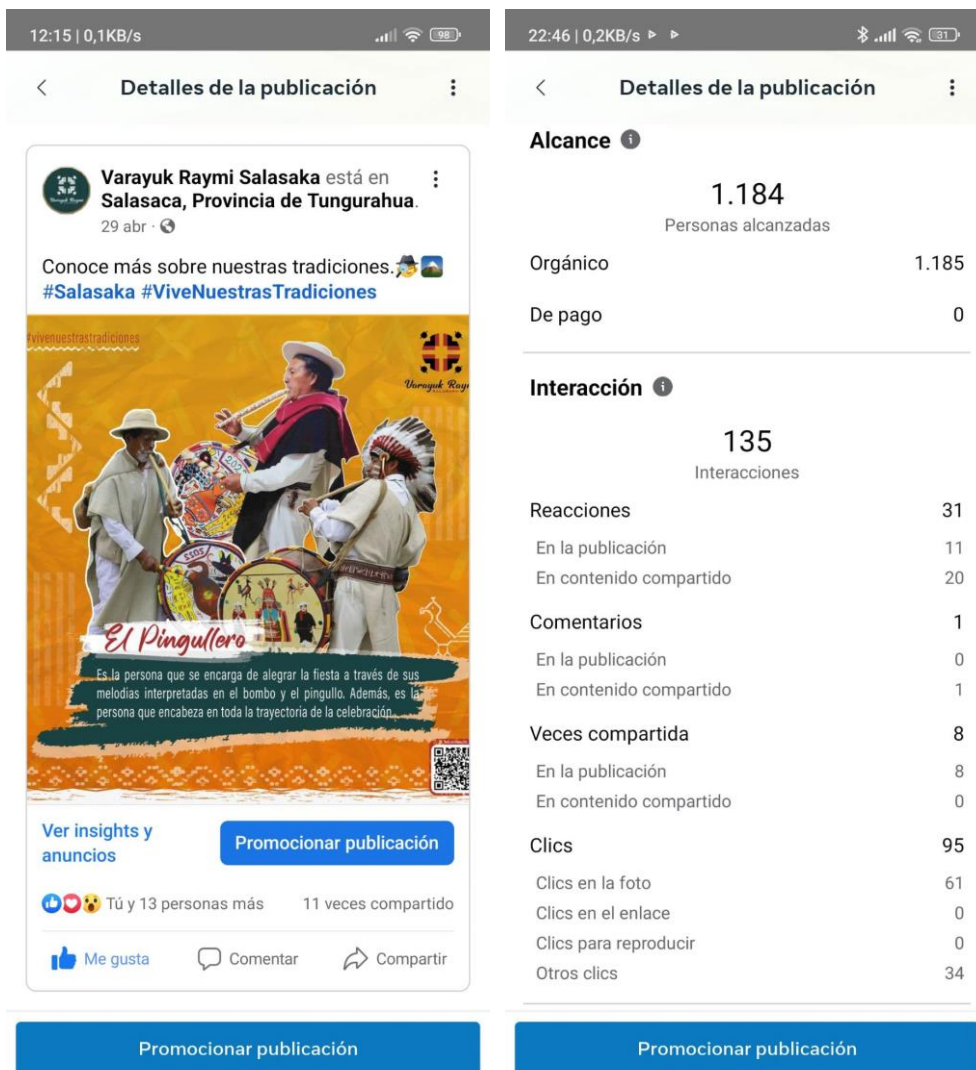 12:15 | 0,1KB/s
98
Detalles de la publicación
Varayuk Raymi Salasaka está en
Salasaca, Provincia de Tungurahua.
29 abr ·
Conoce más sobre nuestras tradiciones.
#Salasaka #ViveNuestrasTradiciones
#vivenuestrastradiciones
Varayuk Ray
2022
2022
El Pingullero
Es la persona que se encarga de alegrar la fiesta a través de sus
melodias interpretadas en el bombo y el pingullo. Además, es la
persona que encabeza en toda la trayectoria de la celebración
Ver insights y
anuncios
Promocionar publicación
Tú y 13 personas más
11 veces compartido
Me gusta
Comentar
Compartir
Promocionar publicación
22:46 | 0,2KB/s
31
Detalles de la publicación
Alcance
1.184
Personas alcanzadas
Orgánico 1.185
De pago 0
Interacción
135
Interacciones
Reacciones 31
En la publicación 11
En contenido compartido 20
Comentarios 1
En la publicación 0
En contenido compartido 1
Veces compartida 8
En la publicación 8
En contenido compartido 0
Clics 95
Clics en la foto 61
Clics en el enlace 0
Clics para reproducir 0
Otros clics 34
Promocionar publicación